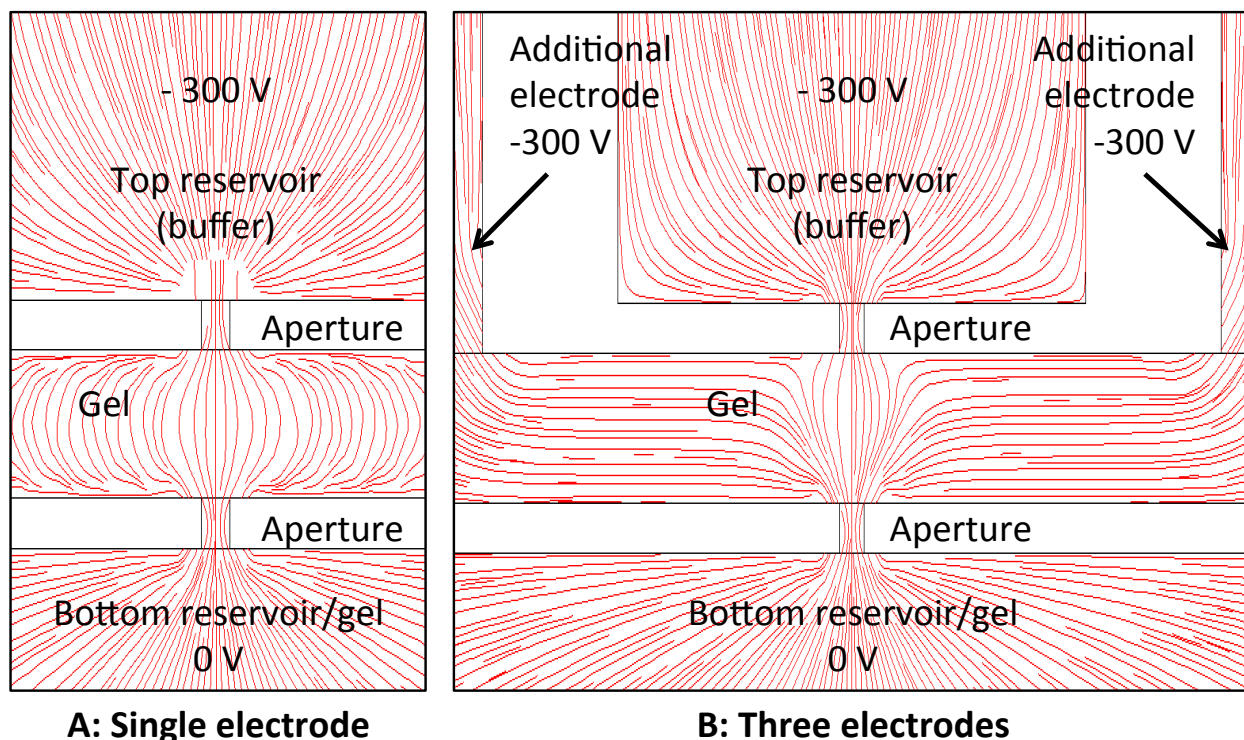 - 300 V
Top reservoir
(buffer)
Aperture
Gel
Aperture
Bottom reservoir/gel
0 V
A: Single electrode
Additional
electrode
-300 V
- 300 V
Additional
electrode
-300 V
Top reservoir
(buffer)
Aperture
Gel
Aperture
Bottom reservoir/gel
0 V
B: Three electrodes